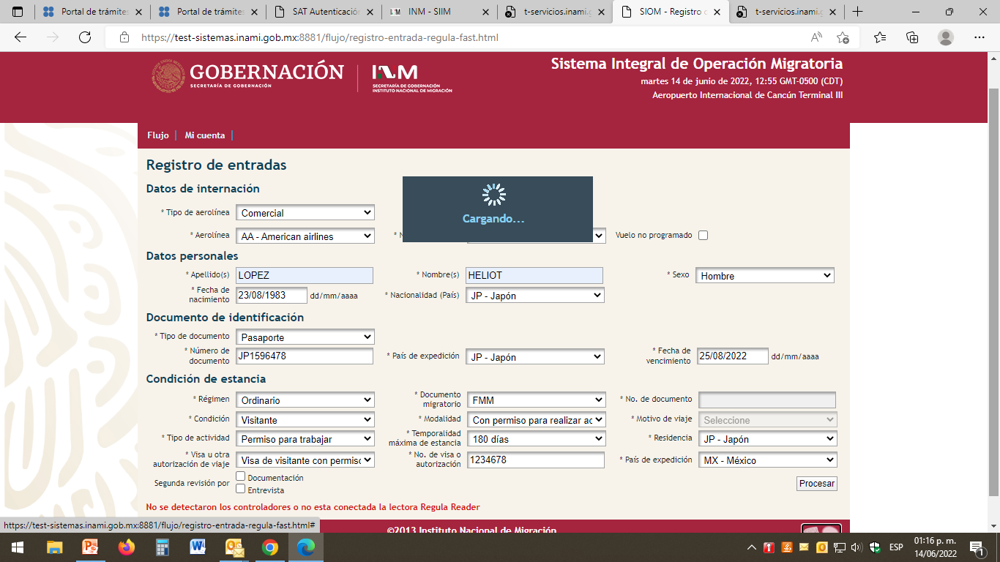 Portal de trámites
Portal de trámites
SAT Autenticació
INM - SIIM
t-servicios.inami.g
SIOM - Registro d
t-servicios.inami.g
https://test-sistemas.inami.gob.mx:8881/flujo/registro-entrada-regula-fast.html
GOBERNACIÓN
SECRETARÍA DE GOBERNACIÓN
INM
SECRETARÍA DE GOBERNACIÓN
INSTITUTO NACIONAL DE MIGRACIÓN
Sistema Integral de Operación Migratoria
martes 14 de junio de 2022, 12:55 GMT-0500 (CDT)
Aeropuerto Internacional de Cancún Terminal III
Flujo | Mi cuenta |
Registro de entradas
Datos de internación
Cargando...
* Tipo de aerolínea Comercial
* Aerolínea AA - American airlines * N Vuelo no programado
Datos personales
* Apellido(s) LOPEZ * Nombre(s) HELIOT * Sexo Hombre
* Fecha de nacimiento 23/08/1983 dd/mm/aaaa * Nacionalidad (País) JP - Japón
Documento de identificación
* Tipo de documento Pasaporte
* Número de documento JP1596478 * País de expedición JP - Japón * Fecha de vencimiento 25/08/2022 dd/mm/aaaa
Condición de estancia
* Régimen Ordinario * Documento migratorio FMM * No. de documento
* Condición Visitante * Modalidad Con permiso para realizar ac * Motivo de viaje Seleccione
* Tipo de actividad Permiso para trabajar * Temporalidad máxima de estancia 180 días * Residencia JP - Japón
* Visa u otra autorización de viaje Visa de visitante con permiso * No. de visa o autorización 1234678 * País de expedición MX - México
Segunda revisión por Documentación
Entrevista
Procesar
No se detectaron los controladores o no esta conectada la lectora Regula Reader
https://test-sistemas.inami.gob.mx:8881/flujo/registro-entrada-regula-fast.html#
©2013 Instituto Nacional de Migración
ESP
01:16 p. m.
14/06/2022
1